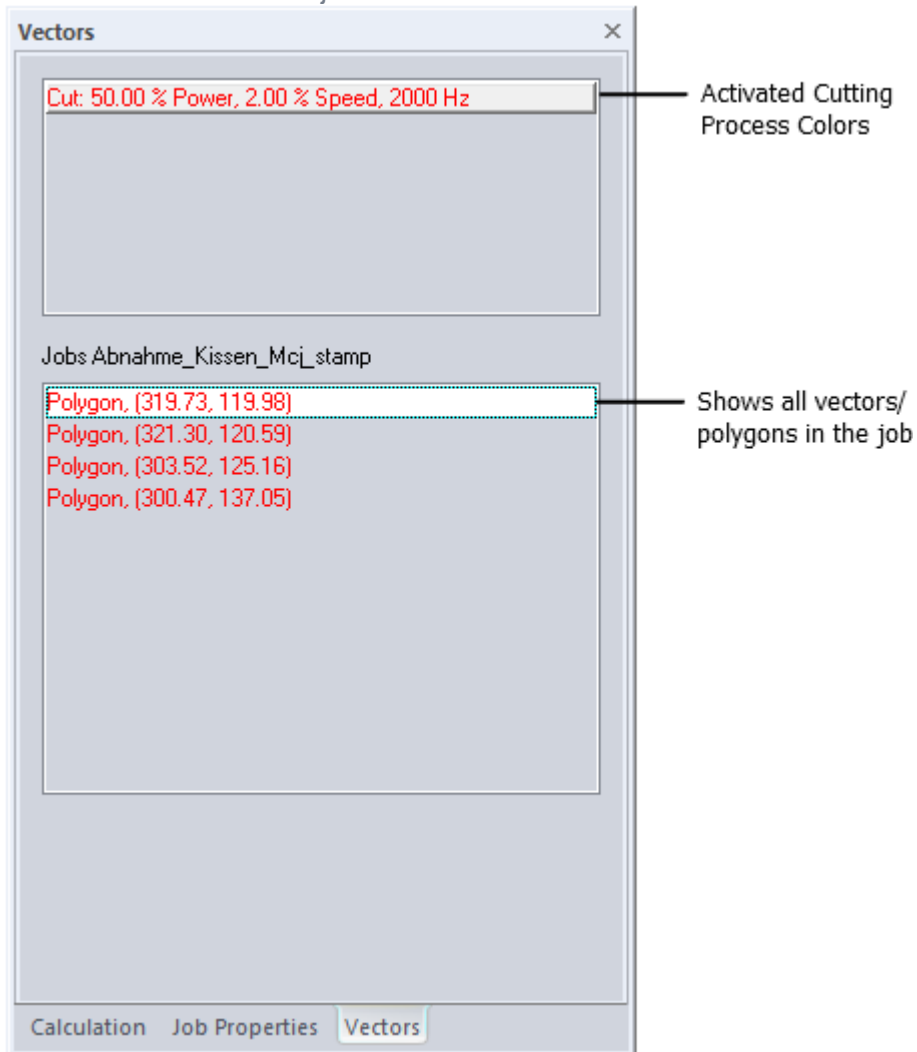 Vectors
Cut: 50.00 % Power, 2.00 % Speed, 2000 Hz
Activated Cutting
Process Colors
Jobs Abnahme_Kissen_Mcj_stamp
Polygon, (319.73, 119.98)
Polygon, (321.30, 120.59)
Polygon, (303.52, 125.16)
Polygon, (300.47, 137.05)
Shows all vectors/
polygons in the job
Calculation Job Properties Vectors